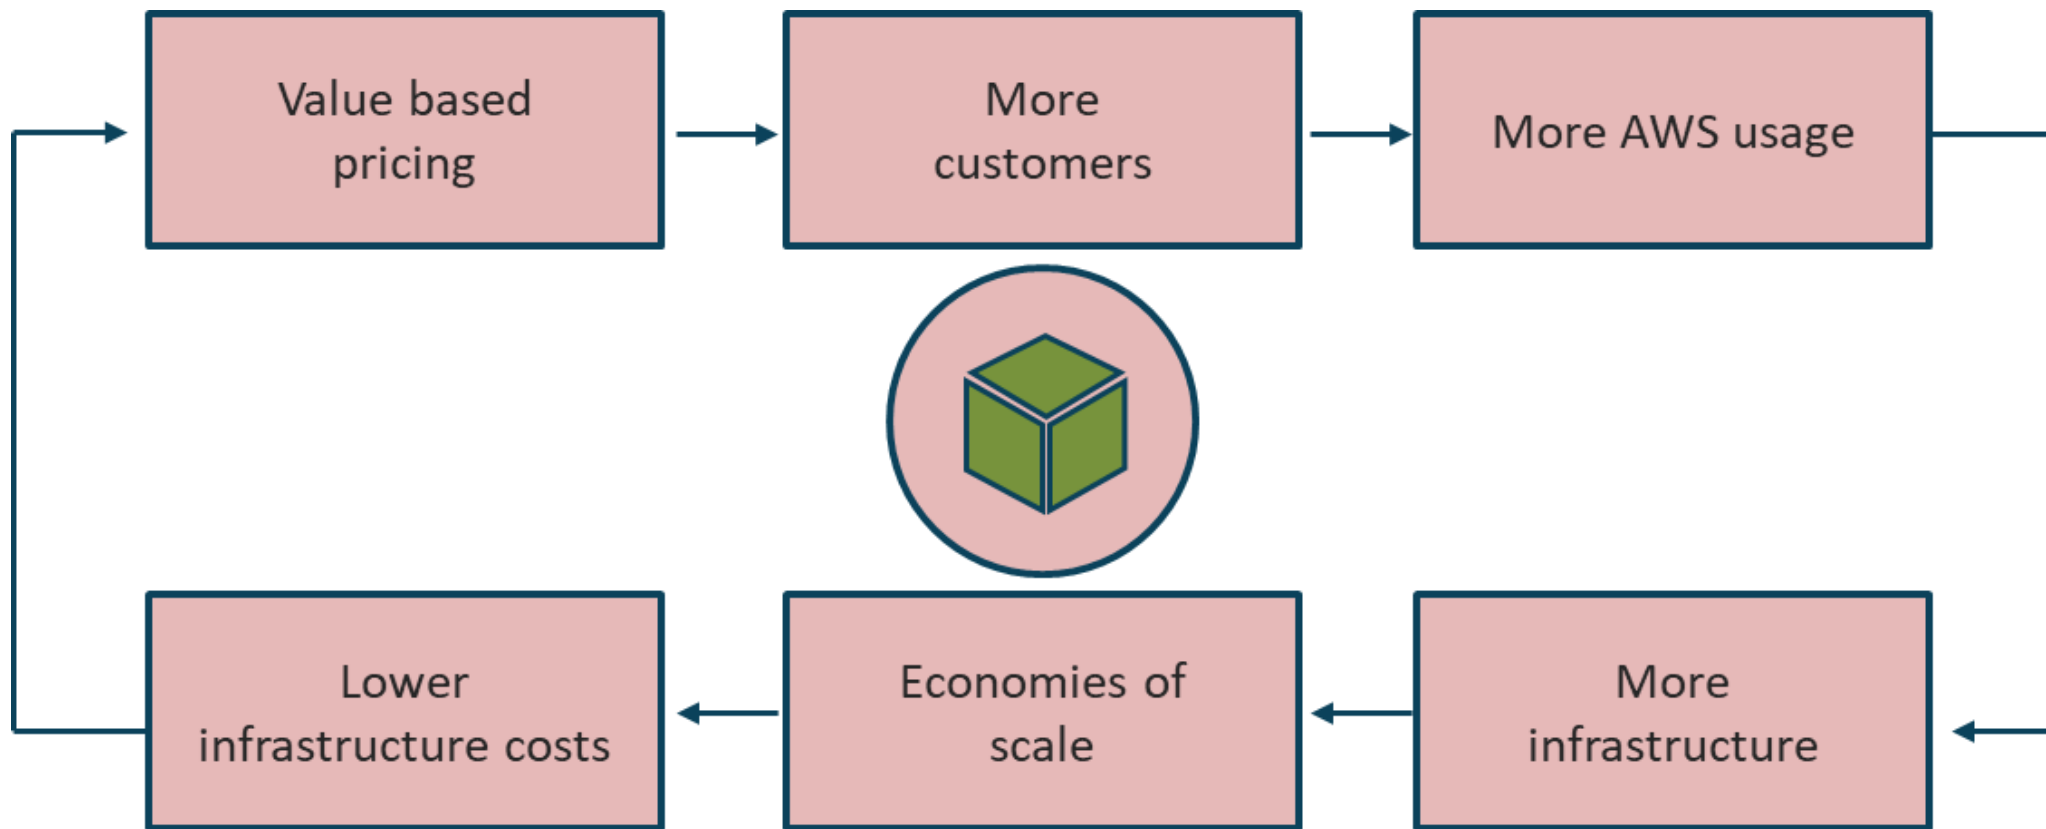 Value based
pricing
More
customers
More AWS usage
Lower
infrastructure costs
Economies of
scale
More
infrastructure